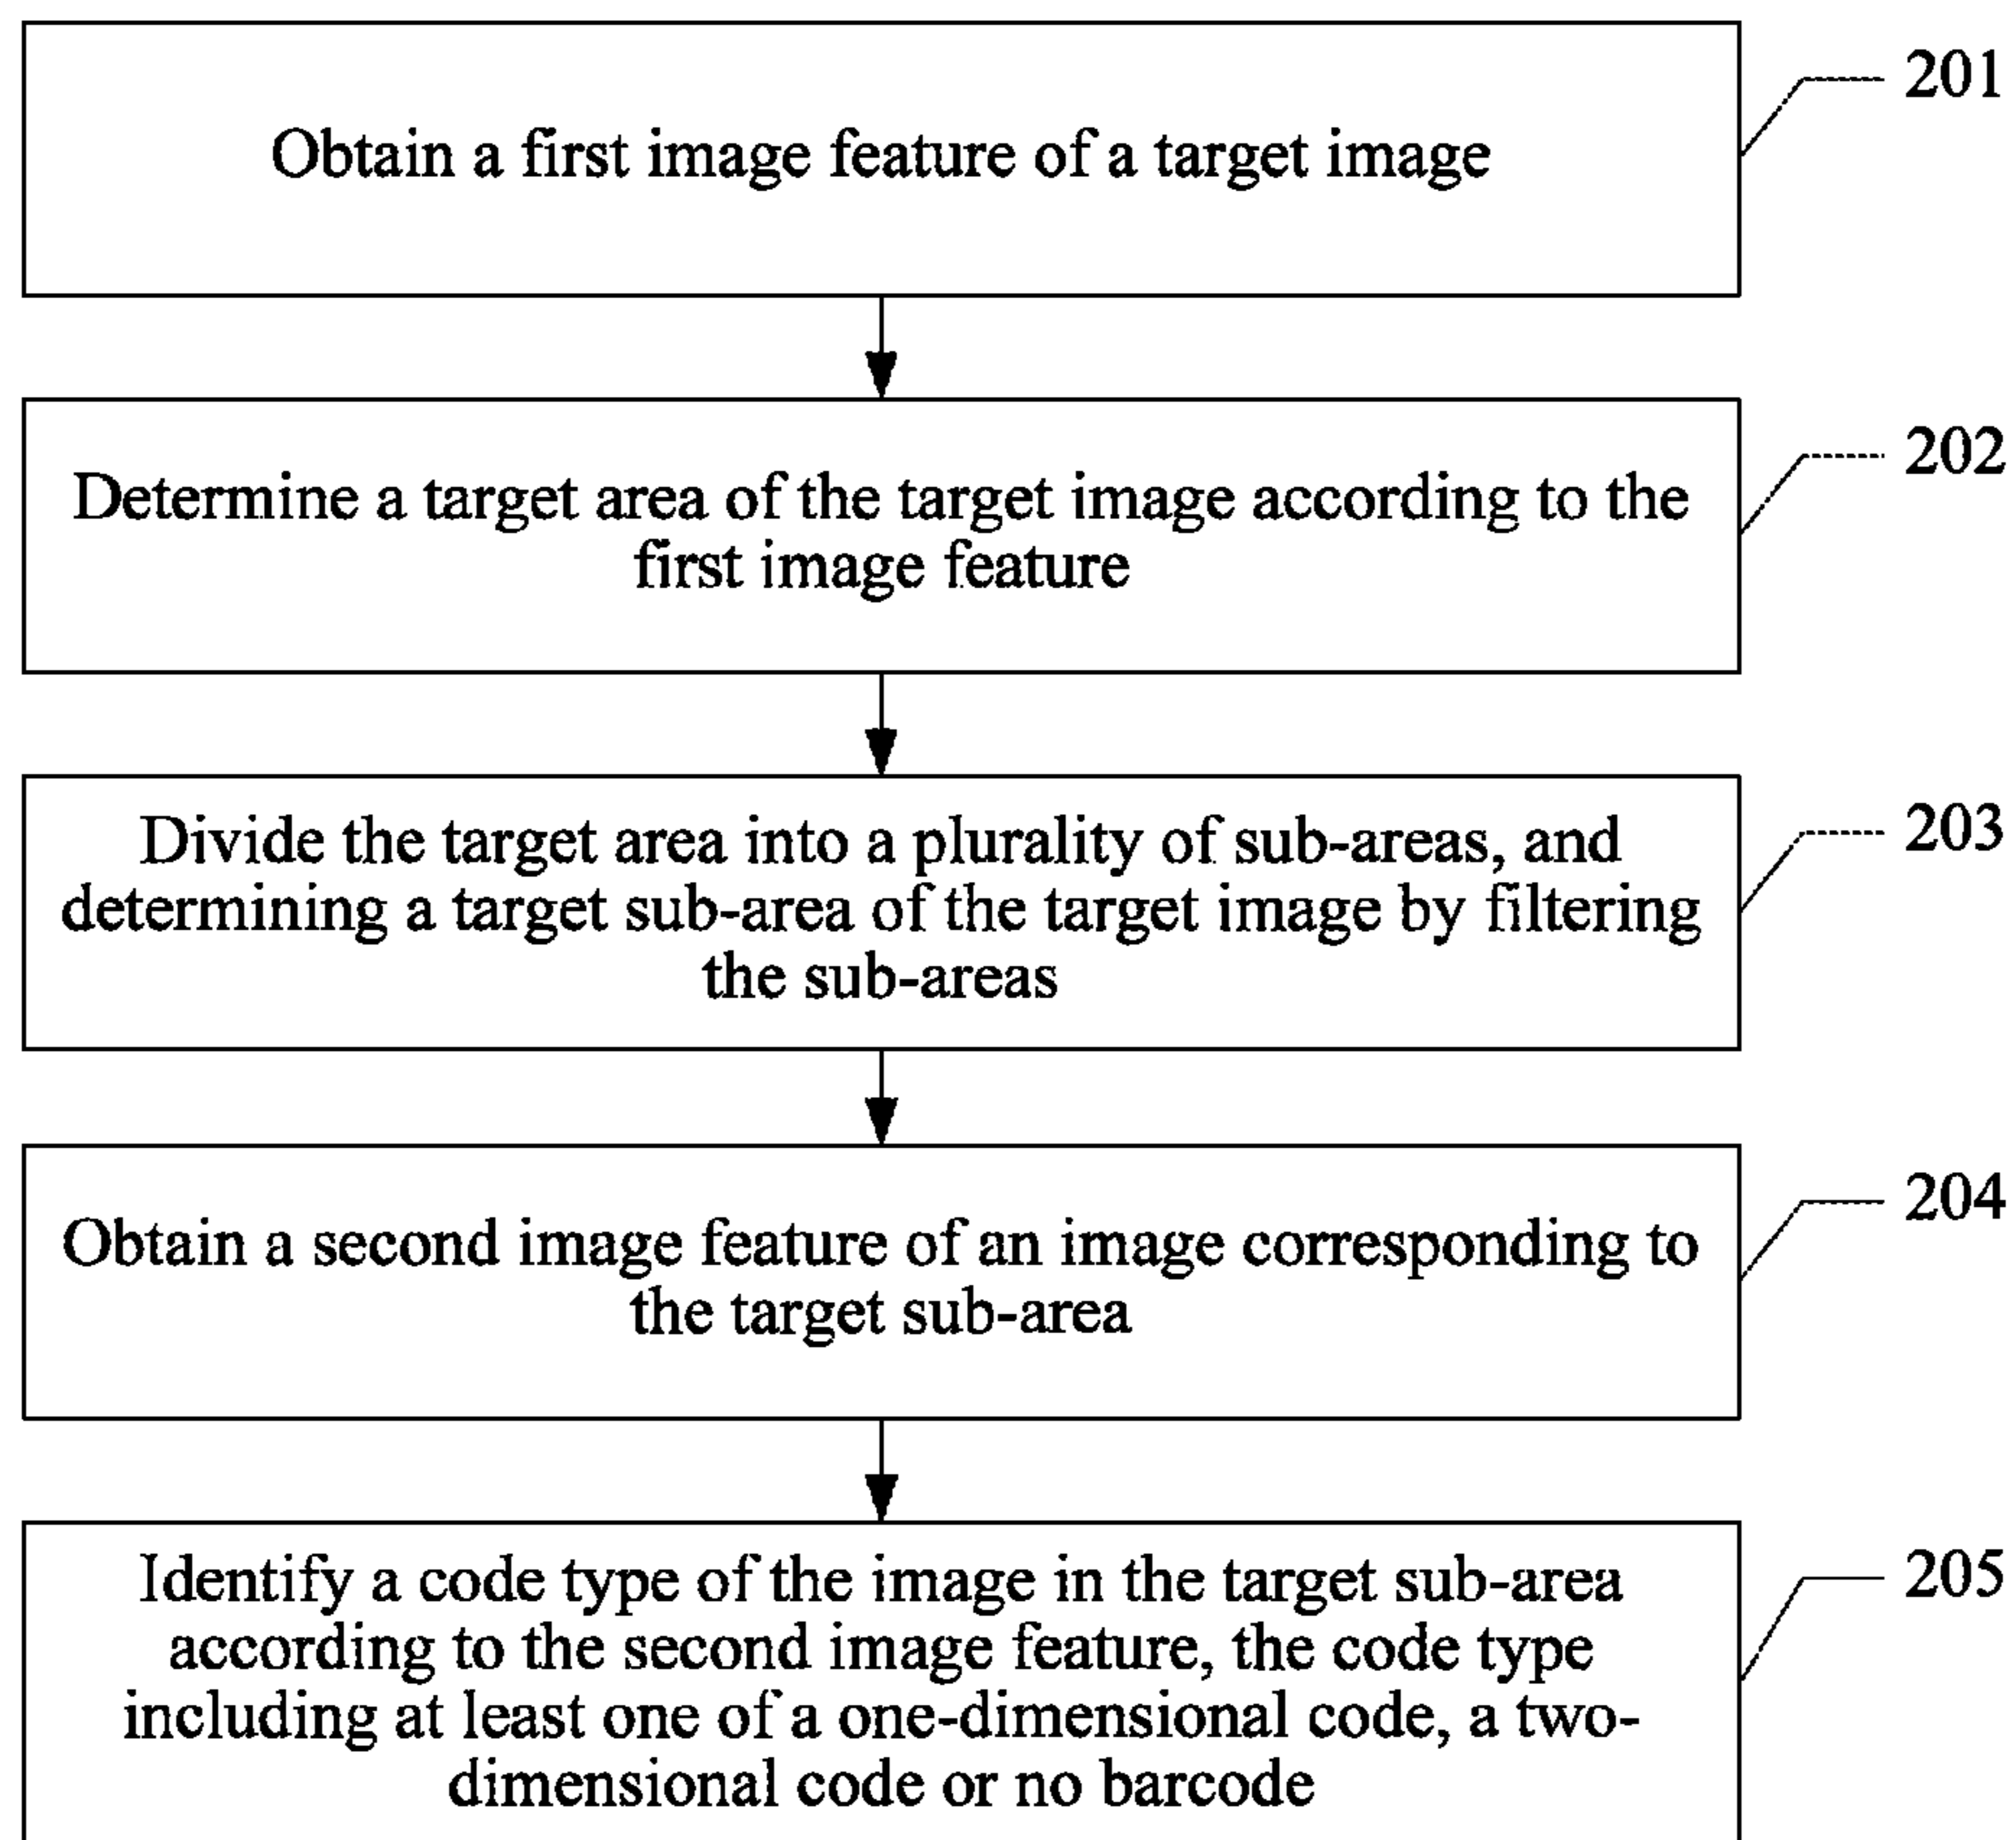 Obtain a first image feature of a target image
201
Determine a target area of the target image according to the
first image feature
202
Divide the target area into a plurality of sub-areas, and
determining a target sub-area of the target image by filtering
the sub-areas
203
Obtain a second image feature of an image corresponding to
the target sub-area
204
Identify a code type of the image in the target sub-area
according to the second image feature, the code type
including at least one of a one-dimensional code, a two-
dimensional code or no barcode
205